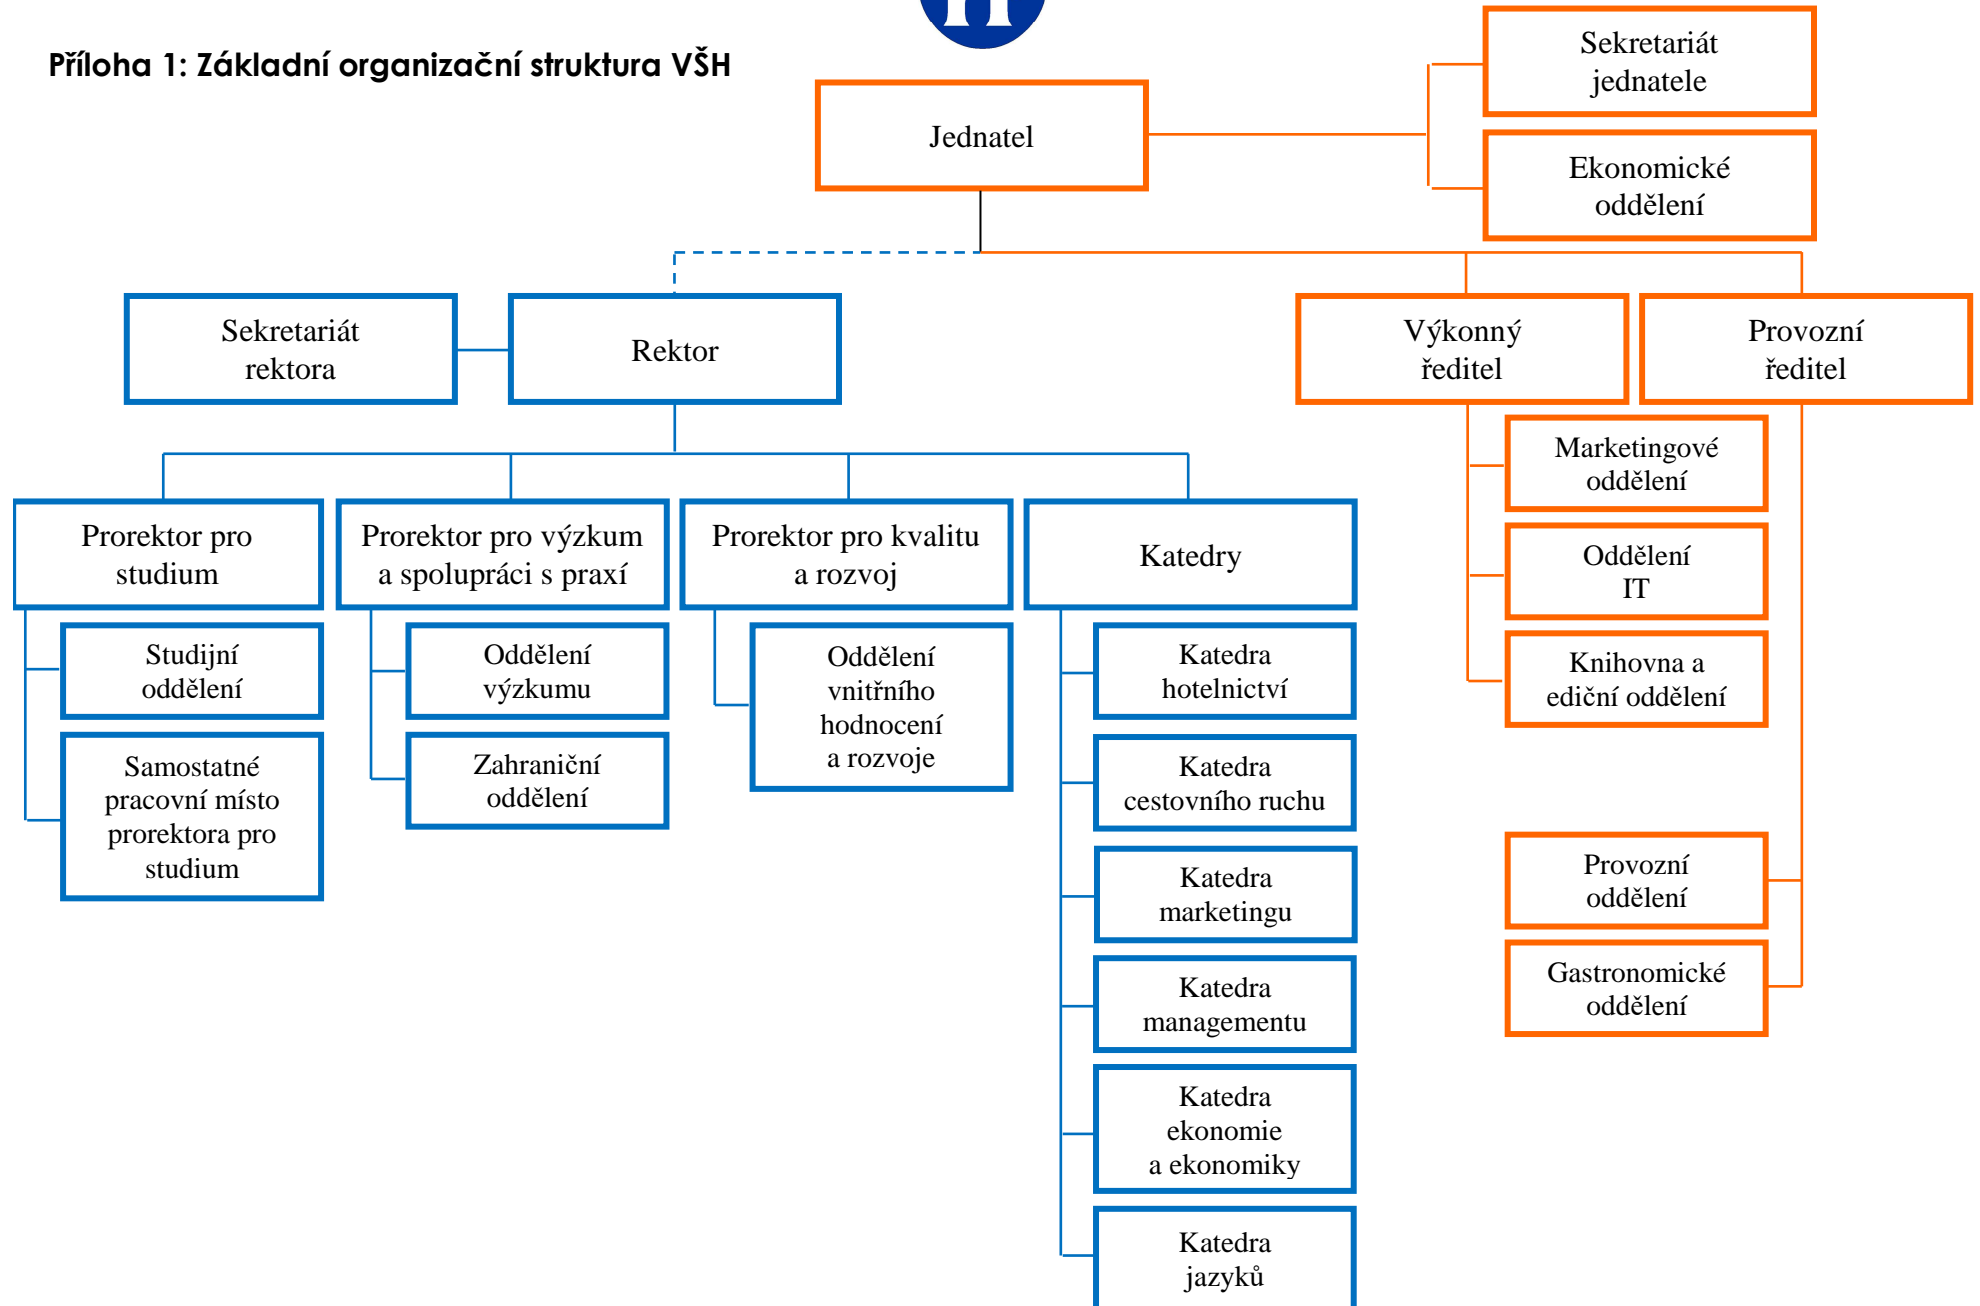 Příloha 1: Základní organizační struktura VŠH
Jednatel
Sekretariát
jednatele
Ekonomické
oddělení
Sekretariát
rektora
Rektor
Výkonný
ředitel
Provozní
ředitel
Prorektor pro
studium
Prorektor pro výzkum
a spolupráci s praxí
Prorektor pro kvalitu
a rozvoj
Katedry
Studijní
oddělení
Samostatné
pracovní místo
prorektora pro
studium
Oddělení
výzkumu
Zahraniční
oddělení
Oddělení
vnitřního
hodnocení
a rozvoje
Katedra
hotelnictví
Katedra
cestovního ruchu
Katedra
marketingu
Katedra
managementu
Katedra
ekonomie
a ekonomiky
Katedra
jazyků
Marketingové
oddělení
Oddělení
IT
Knihovna a
ediční oddělení
Provozní
oddělení
Gastronomické
oddělení